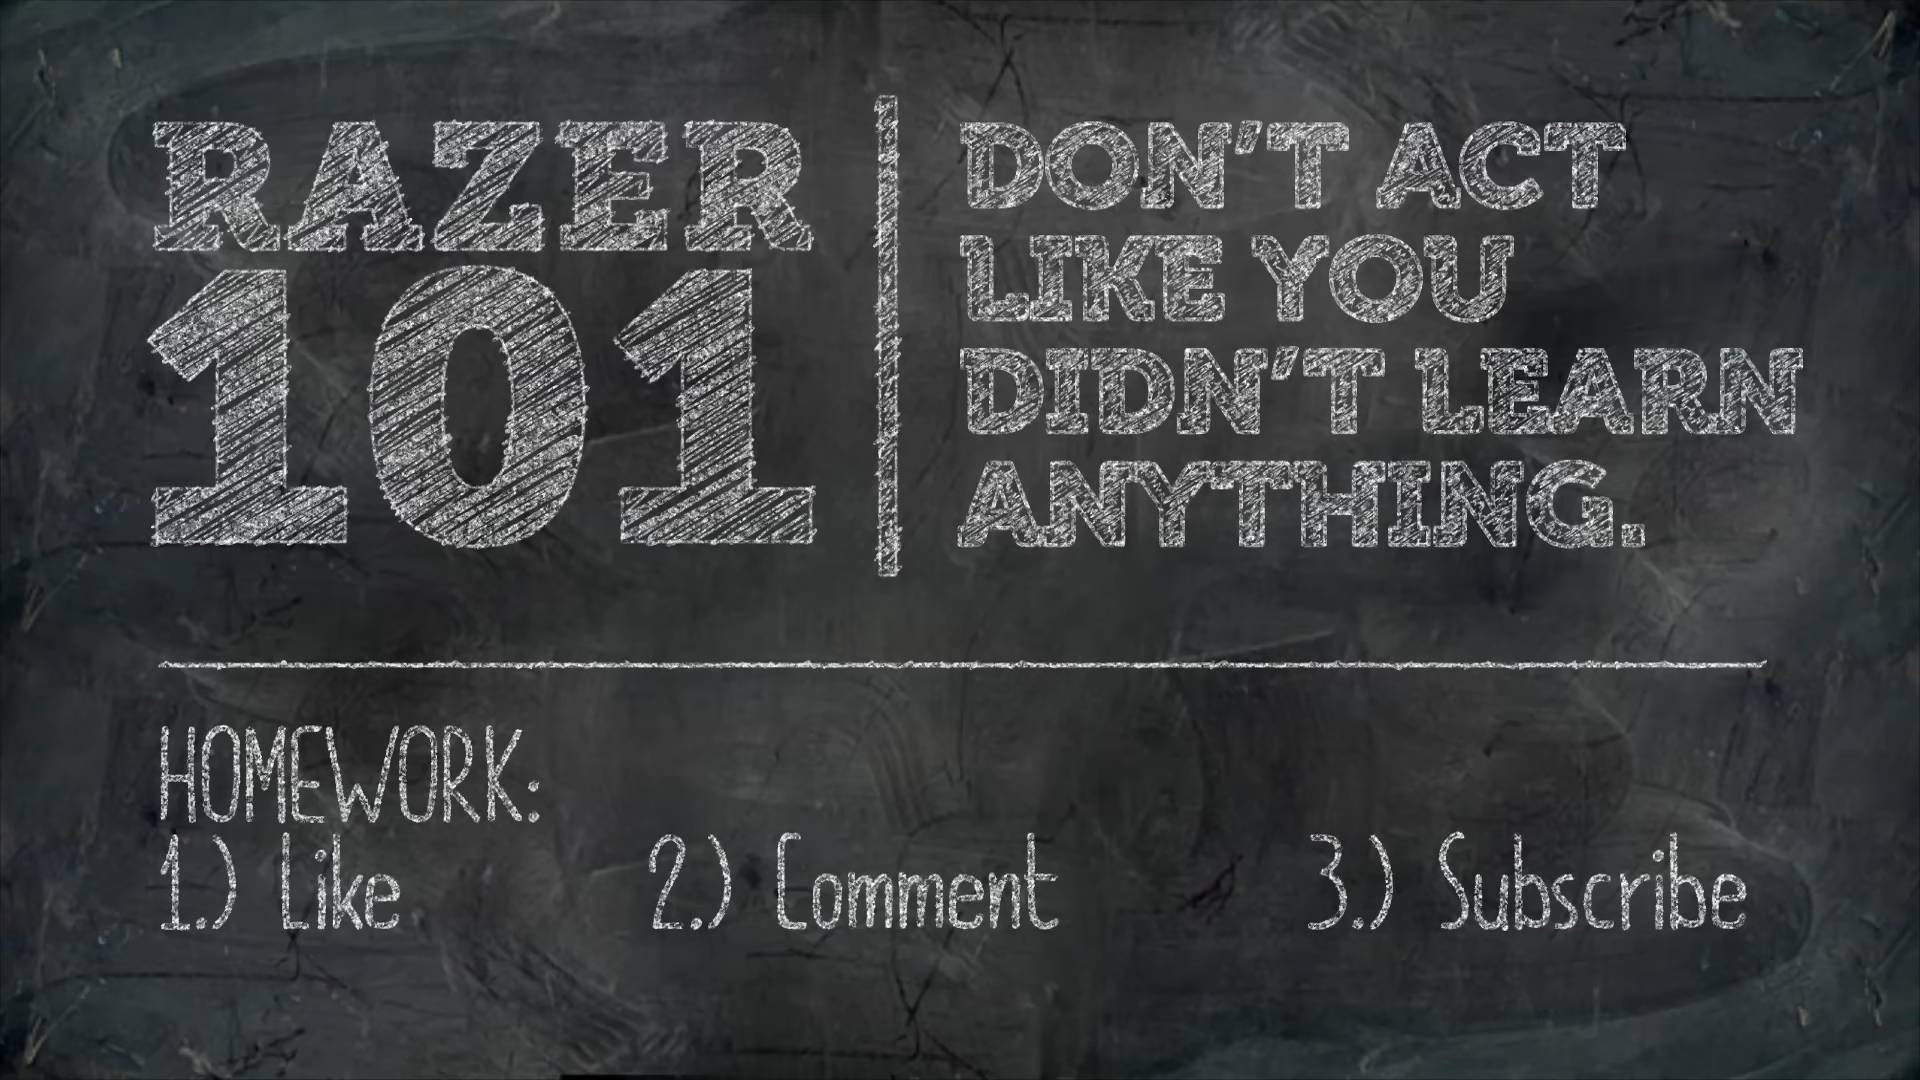 RAZER
101
DON'T ACT
LIKE YOU
DIDN'T LEARN
ANYTHING.
HOMEWORK:
1.) Like
2.) Comment
3.) Subscribe